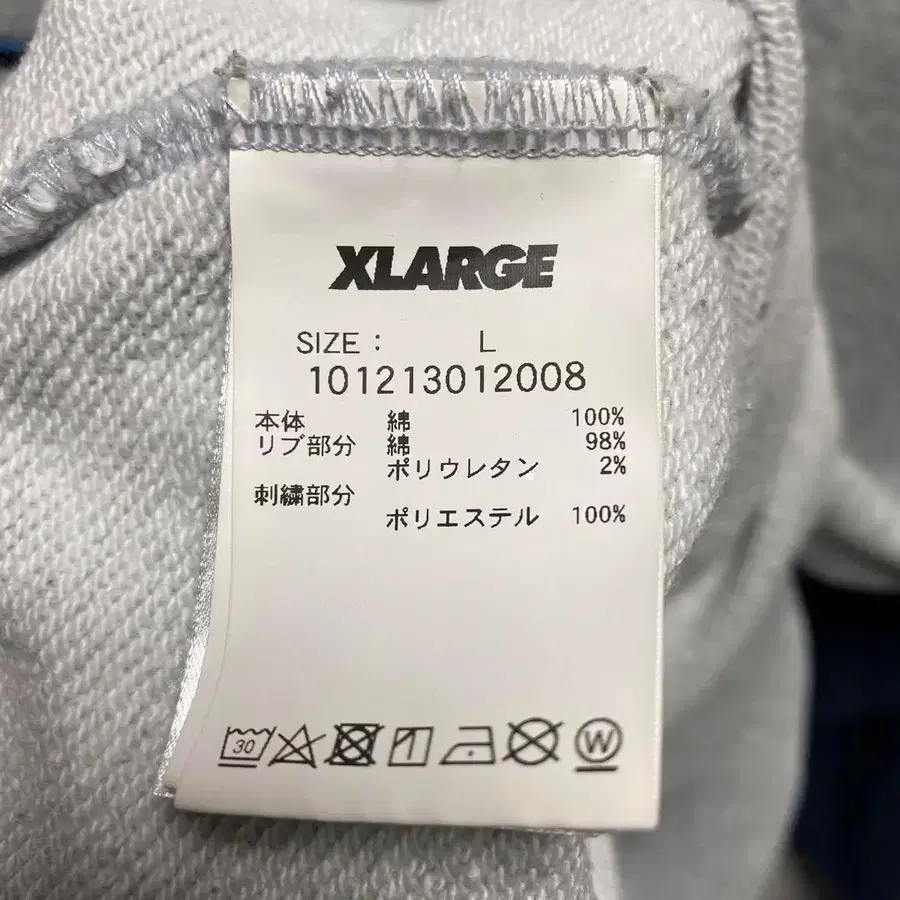 XLARGE
SIZE : L
101213012008
本体 綿 100%
リブ部分 綿 98%
ポリウレタン 2%
刺繍部分
ポリエステル 100%
30
W